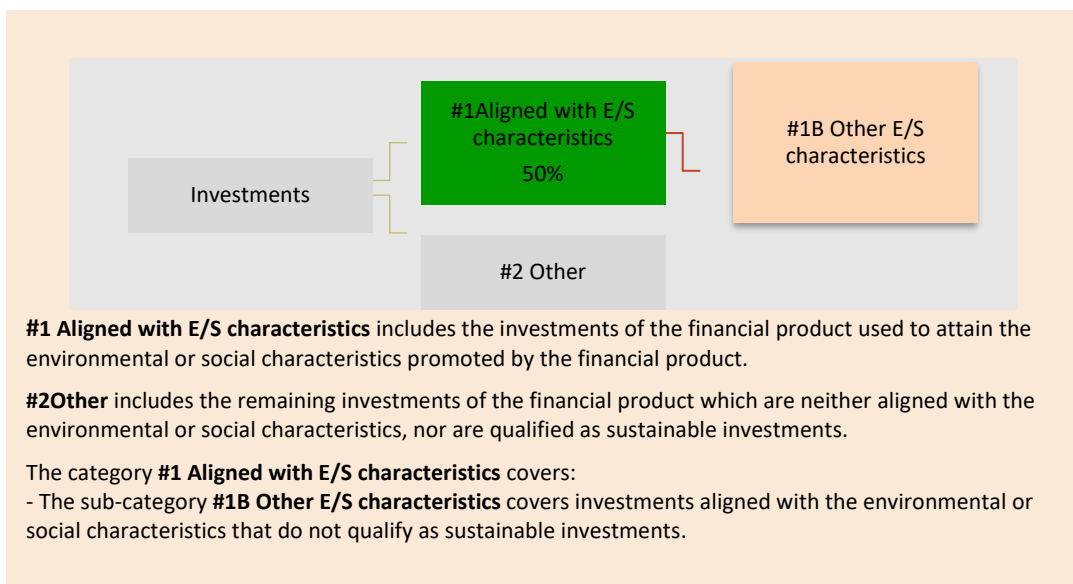 #1Aligned with E/S
characteristics
50%
#1B Other E/S
characteristics
Investments
#2 Other
#1 Aligned with E/S characteristics includes the investments of the financial product used to attain the
environmental or social characteristics promoted by the financial product.
#2Other includes the remaining investments of the financial product which are neither aligned with the
environmental or social characteristics, nor are qualified as sustainable investments.
The category #1 Aligned with E/S characteristics covers:
- The sub-category #1B Other E/S characteristics covers investments aligned with the environmental or
social characteristics that do not qualify as sustainable investments.